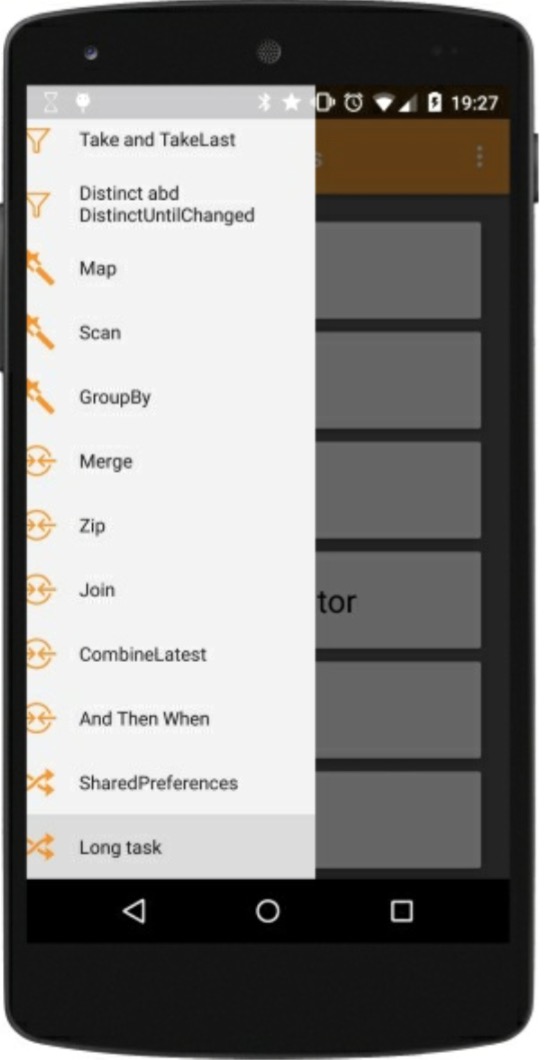 19:27
s
Take and TakeLast
Distinct abd
DistinctUntilChanged
Map
Scan
GroupBy
Merge
Zip
Join
tor
CombineLatest
And Then When
SharedPreferences
Long task